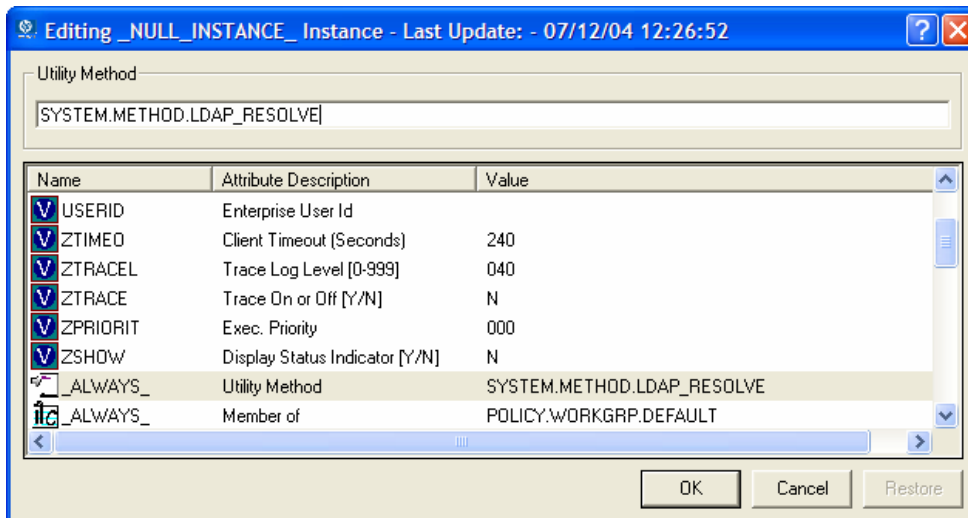 Editing _NULL_INSTANCE_ Instance - Last Update: - 07/12/04 12:26:52
Utility Method
SYSTEM.METHOD.LDAP_RESOLVE
Name Attribute Description Value
V USERID Enterprise User Id
V ZTIMEO Client Timeout (Seconds) 240
V ZTRACEL Trace Log Level [0-999] 040
V ZTRACE Trace On or Off [Y/N] N
V ZPRIORIT Exec. Priority 000
V ZSHOW Display Status Indicator [Y/N] N
_ALWAYS_ Utility Method SYSTEM.METHOD.LDAP_RESOLVE
_ALWAYS_ Member of POLICY.WORKGRP.DEFAULT
OK Cancel Restore